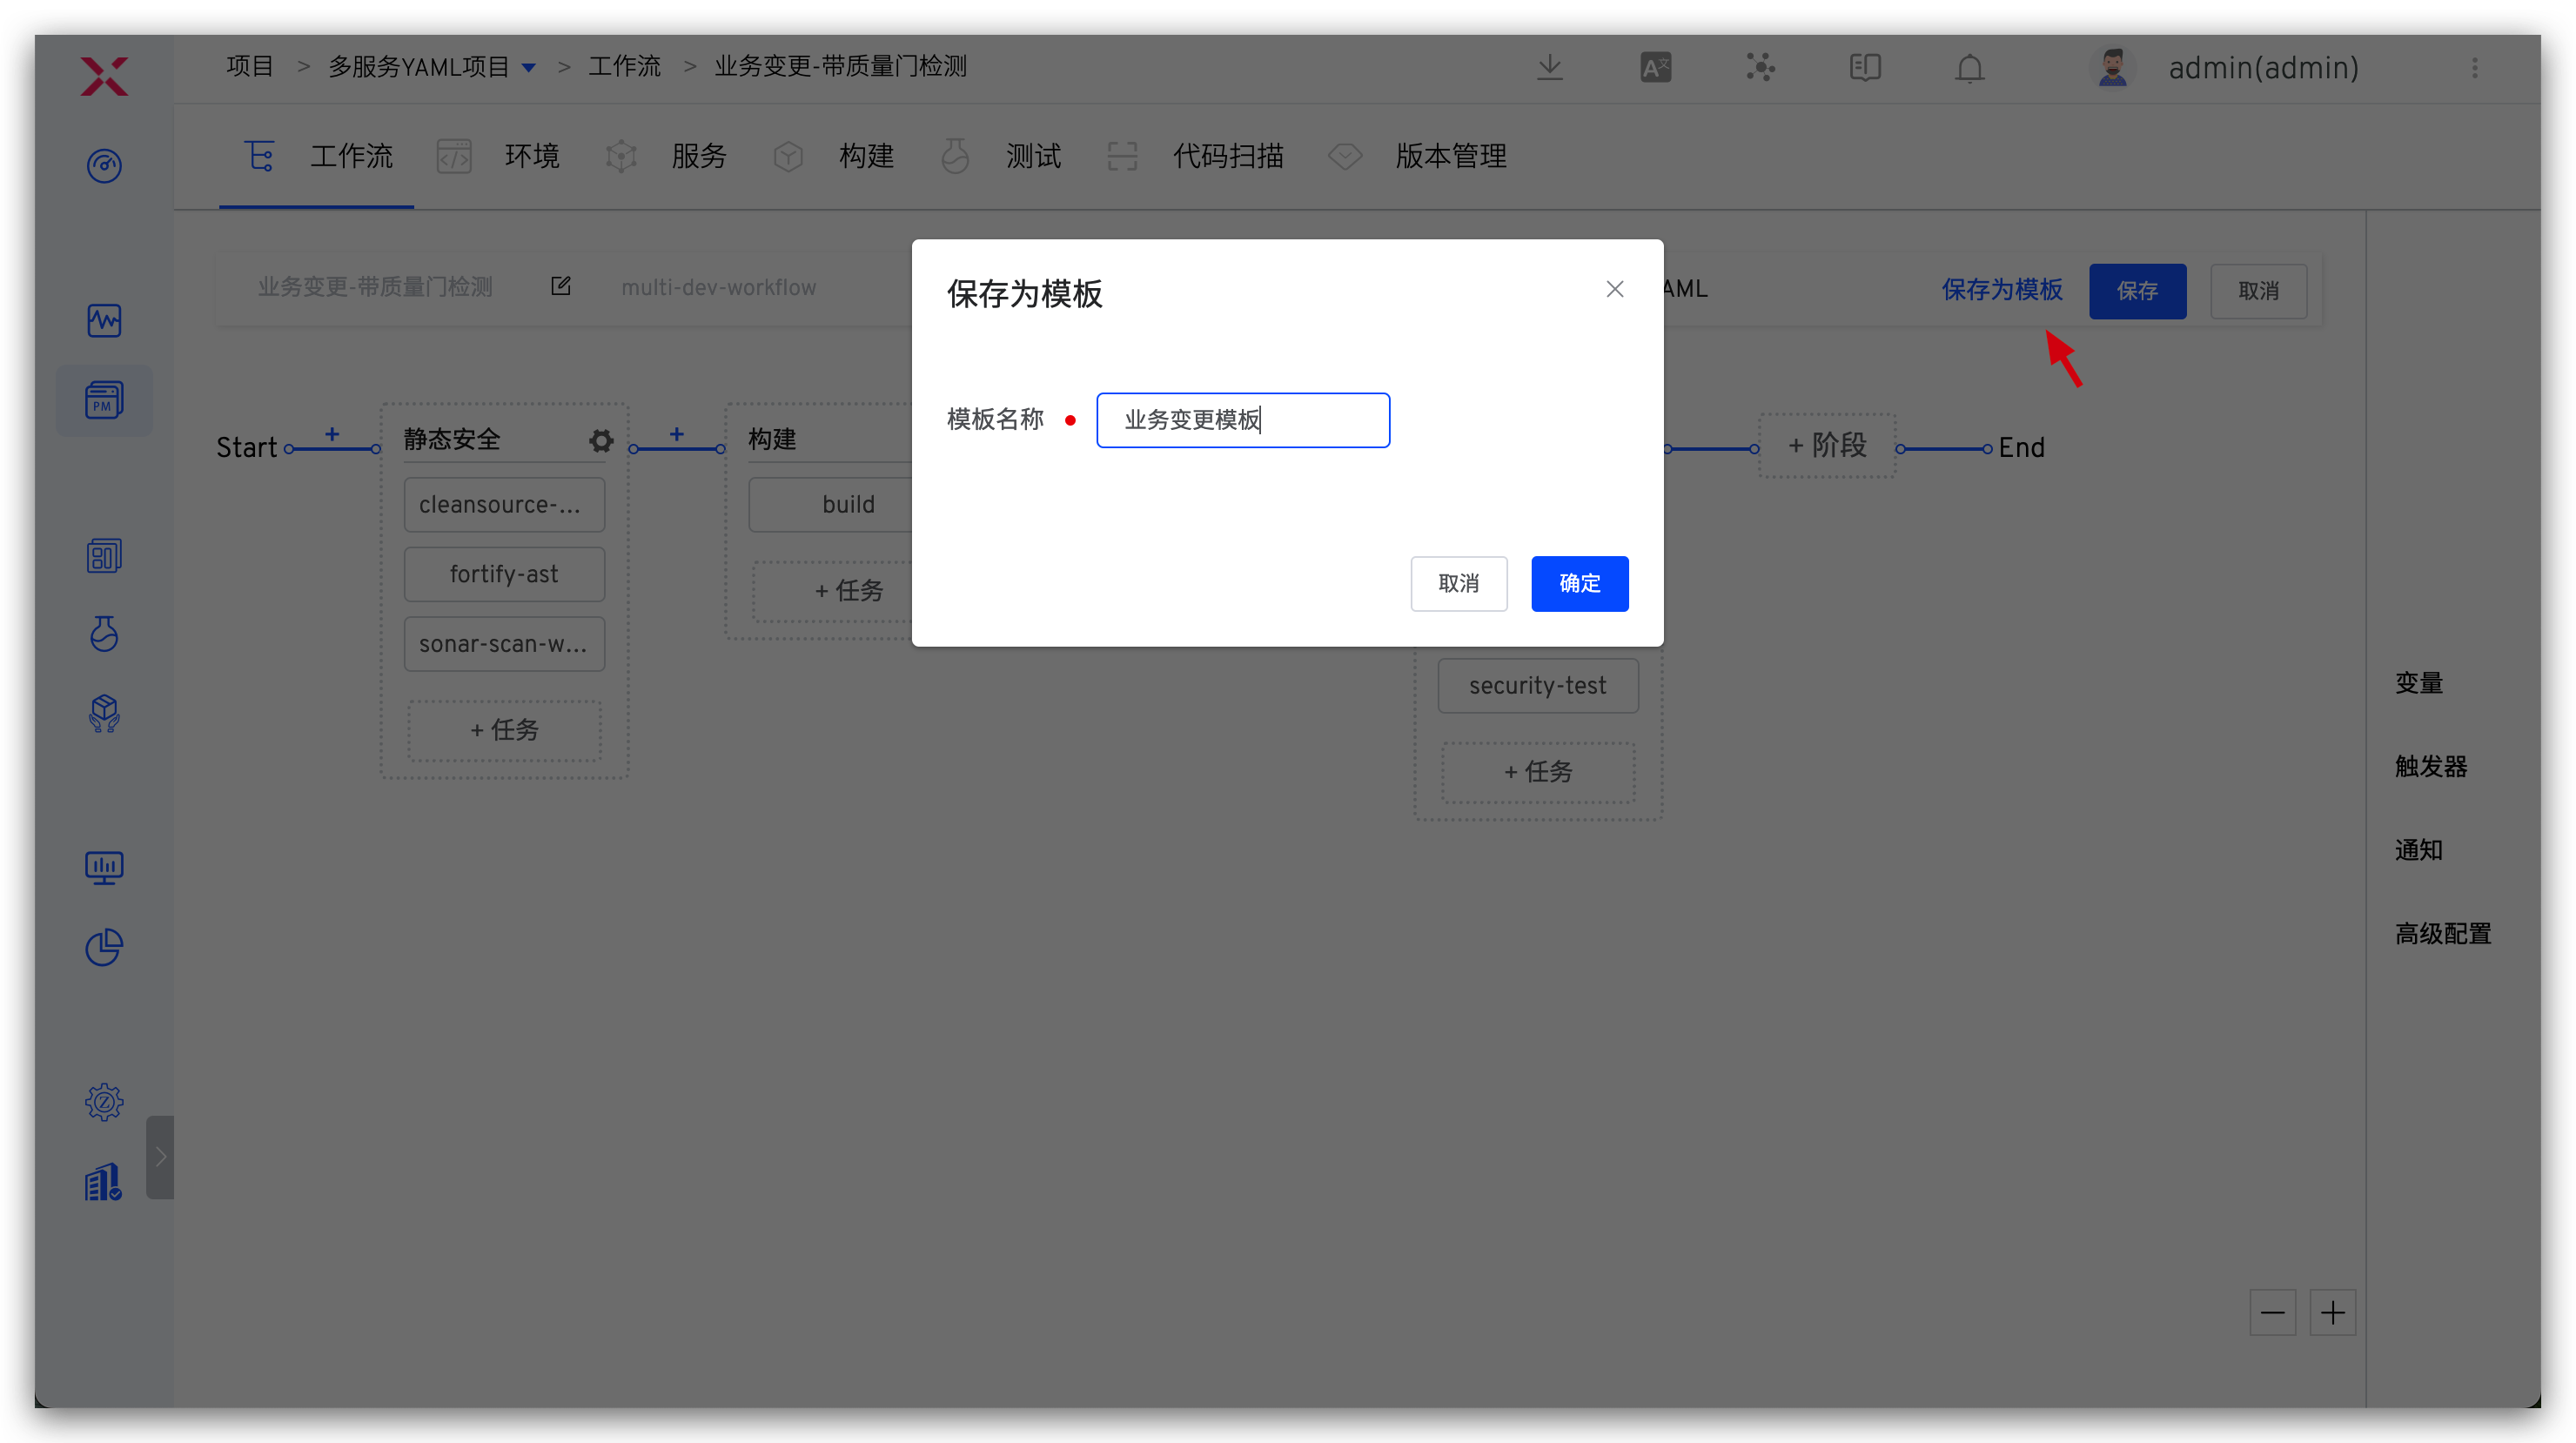 项目 > 多服务YAML项目 > 工作流 > 业务变更-带质量门检测
admin(admin)
工作流 环境 服务 构建 测试 代码扫描 版本管理
业务变更-带质量门检测 multi-dev-workflow AML 保存为模板 保存 取消
保存为模板
模板名称 业务变更模板
取消 确定
Start 静态安全 构建 + 阶段 End
cleansource-...
fortify-ast
sonar-scan-w...
+ 任务
build
+ 任务
security-test
+ 任务
变量
触发器
通知
高级配置
PM